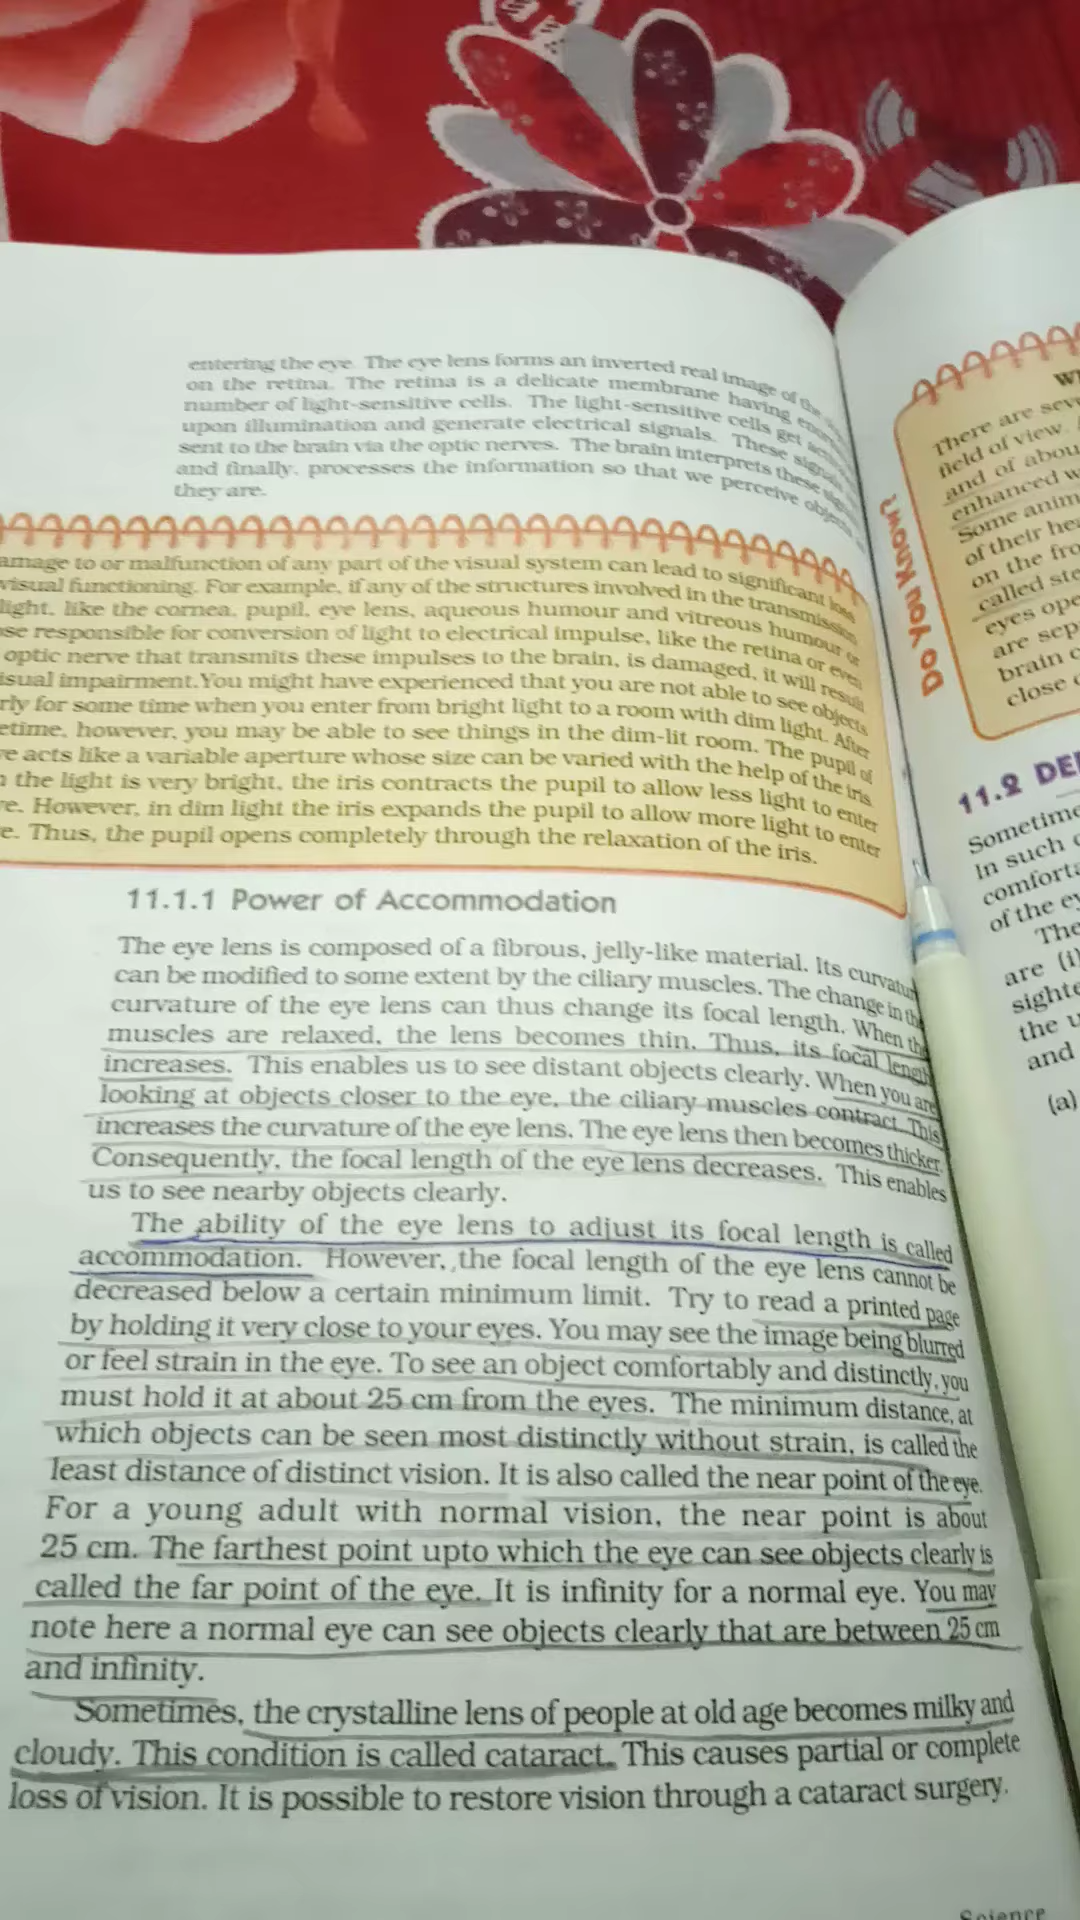 entering the eye. The eye lens forms an inverted real image of the
on the retina. The retina is a delicate membrane having
number of light-sensitive cells. The light-sensitive cells get
upon illumination and generate electrical signals. These signals
sent to the brain via the optic nerves. The brain interprets these
and finally, processes the information so that we perceive objects
they are.
amage to or malfunction of any part of the visual system can lead to significant loss
visual functioning. For example, if any of the structures involved in the transmission
light, like the cornea, pupil, eye lens, aqueous humour and vitreous humour or
ose responsible for conversion of light to electrical impulse, like the retina or even
optic nerve that transmits these impulses to the brain, is damaged, it will result
isual impairment. You might have experienced that you are not able to see objects
rly for some time when you enter from bright light to a room with dim light. After
etime, however, you may be able to see things in the dim-lit room. The pupil of
e acts like a variable aperture whose size can be varied with the help of the iris.
n the light is very bright, the iris contracts the pupil to allow less light to enter
e. However, in dim light the iris expands the pupil to allow more light to enter
e. Thus, the pupil opens completely through the relaxation of the iris.
11.1.1 Power of Accommodation
The eye lens is composed of a fibrous, jelly-like material. Its curvatur
can be modified to some extent by the ciliary muscles. The change in the
curvature of the eye lens can thus change its focal length. When the
muscles are relaxed, the lens becomes thin. Thus, its focal length
increases. This enables us to see distant objects clearly. When you are
looking at objects closer to the eye, the ciliary muscles contract. This
increases the curvature of the eye lens. The eye lens then becomes thicker.
Consequently, the focal length of the eye lens decreases. This enables
us to see nearby objects clearly.
The ability of the eye lens to adjust its focal length is called
accommodation. However, the focal length of the eye lens cannot be
decreased below a certain minimum limit. Try to read a printed page
by holding it very close to your eyes. You may see the image being blurred
or feel strain in the eye. To see an object comfortably and distinctly, you
must hold it at about 25 cm from the eyes. The minimum distance, at
which objects can be seen most distinctly without strain, is called the
least distance of distinct vision. It is also called the near point of the eye.
For a young adult with normal vision, the near point is about
25 cm. The farthest point upto which the eye can see objects clearly is
called the far point of the eye. It is infinity for a normal eye. You may
note here a normal eye can see objects clearly that are between 25 cm
and infinity.
Sometimes, the crystalline lens of people at old age becomes milky and
cloudy. This condition is called cataract. This causes partial or complete
loss of vision. It is possible to restore vision through a cataract surgery.
Science
Do You Know?
W
There are seve
field of view.
and of abou
enhanced w
Some anim
of their hea
on the fro
called ste
eyes ope
are sep
brain c
close
11.2 DE
Sometime
In such
comforta
of the ey
The
are (i)
sighte
the u
and
(a)